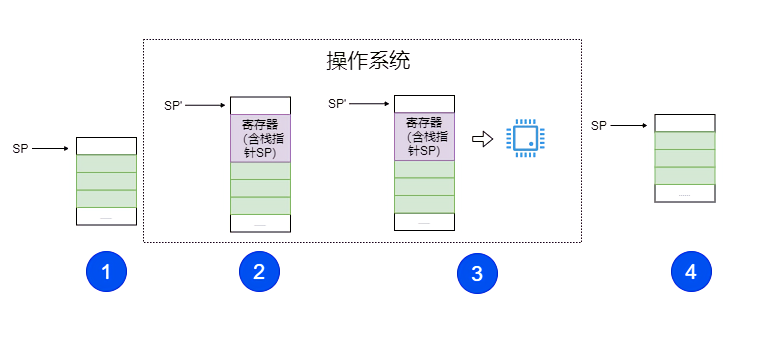 操作系统
SP
......
1
SP'
寄存器
（含栈指
针SP）
......
2
SP'
寄存器
（含栈指
针SP）
......
3
SP
......
4